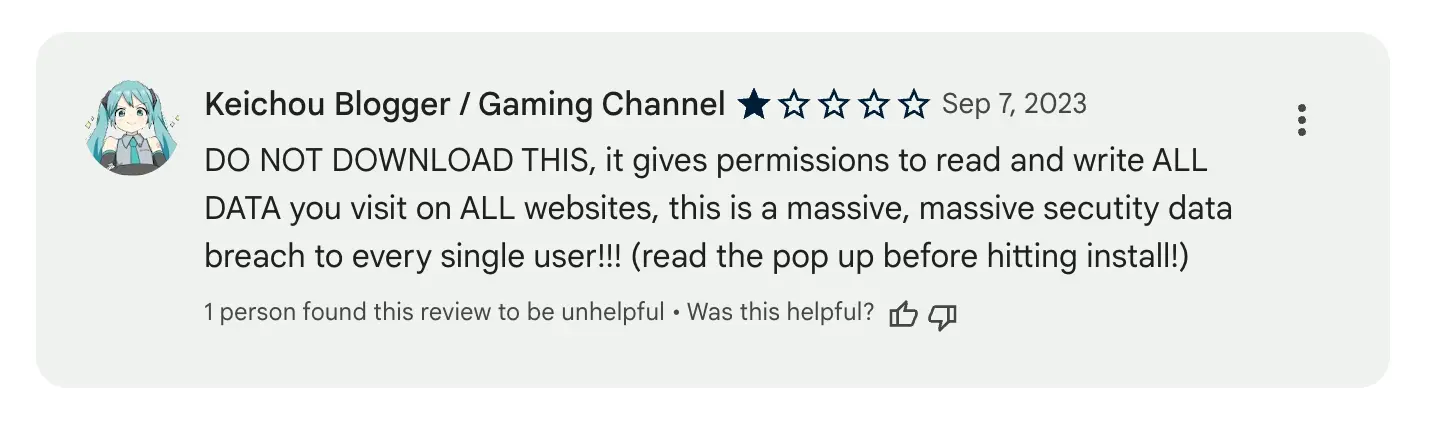 Keichou Blogger / Gaming Channel Sep 7, 2023
DO NOT DOWNLOAD THIS, it gives permissions to read and write ALL
DATA you visit on ALL websites, this is a massive, massive secutity data
breach to every single user!!! (read the pop up before hitting install!)
1 person found this review to be unhelpful • Was this helpful?